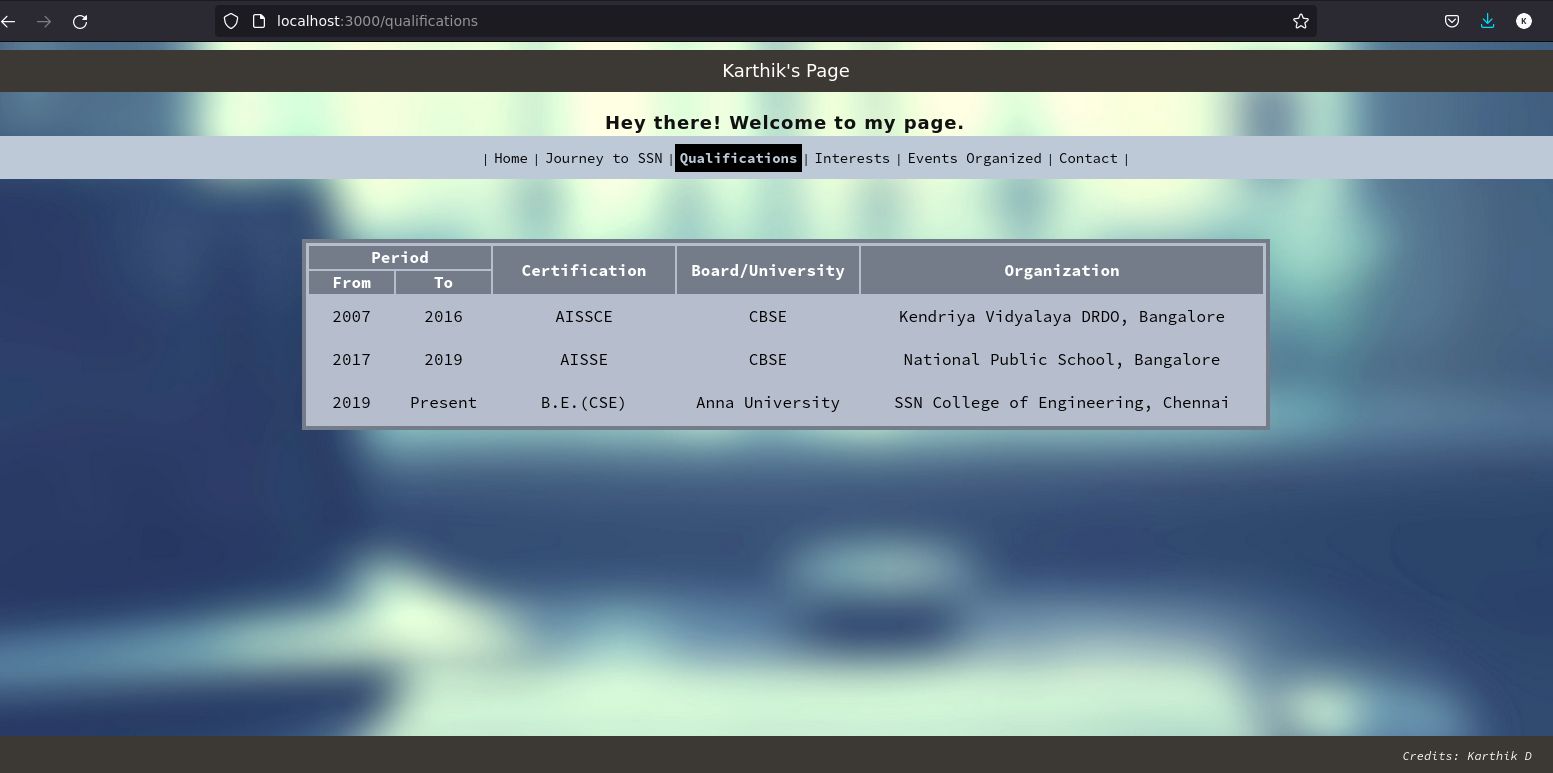 localhost:3000/qualifications
K
Karthik's Page
Hey there! Welcome to my page.
| Home | Journey to SSN | Qualifications | Interests | Events Organized | Contact |
Period Certification Board/University Organization
From To
2007 2016 AISSCE CBSE Kendriya Vidyalaya DRDO, Bangalore
2017 2019 AISSE CBSE National Public School, Bangalore
2019 Present B.E.(CSE) Anna University SSN College of Engineering, Chennai
Credits: Karthik D